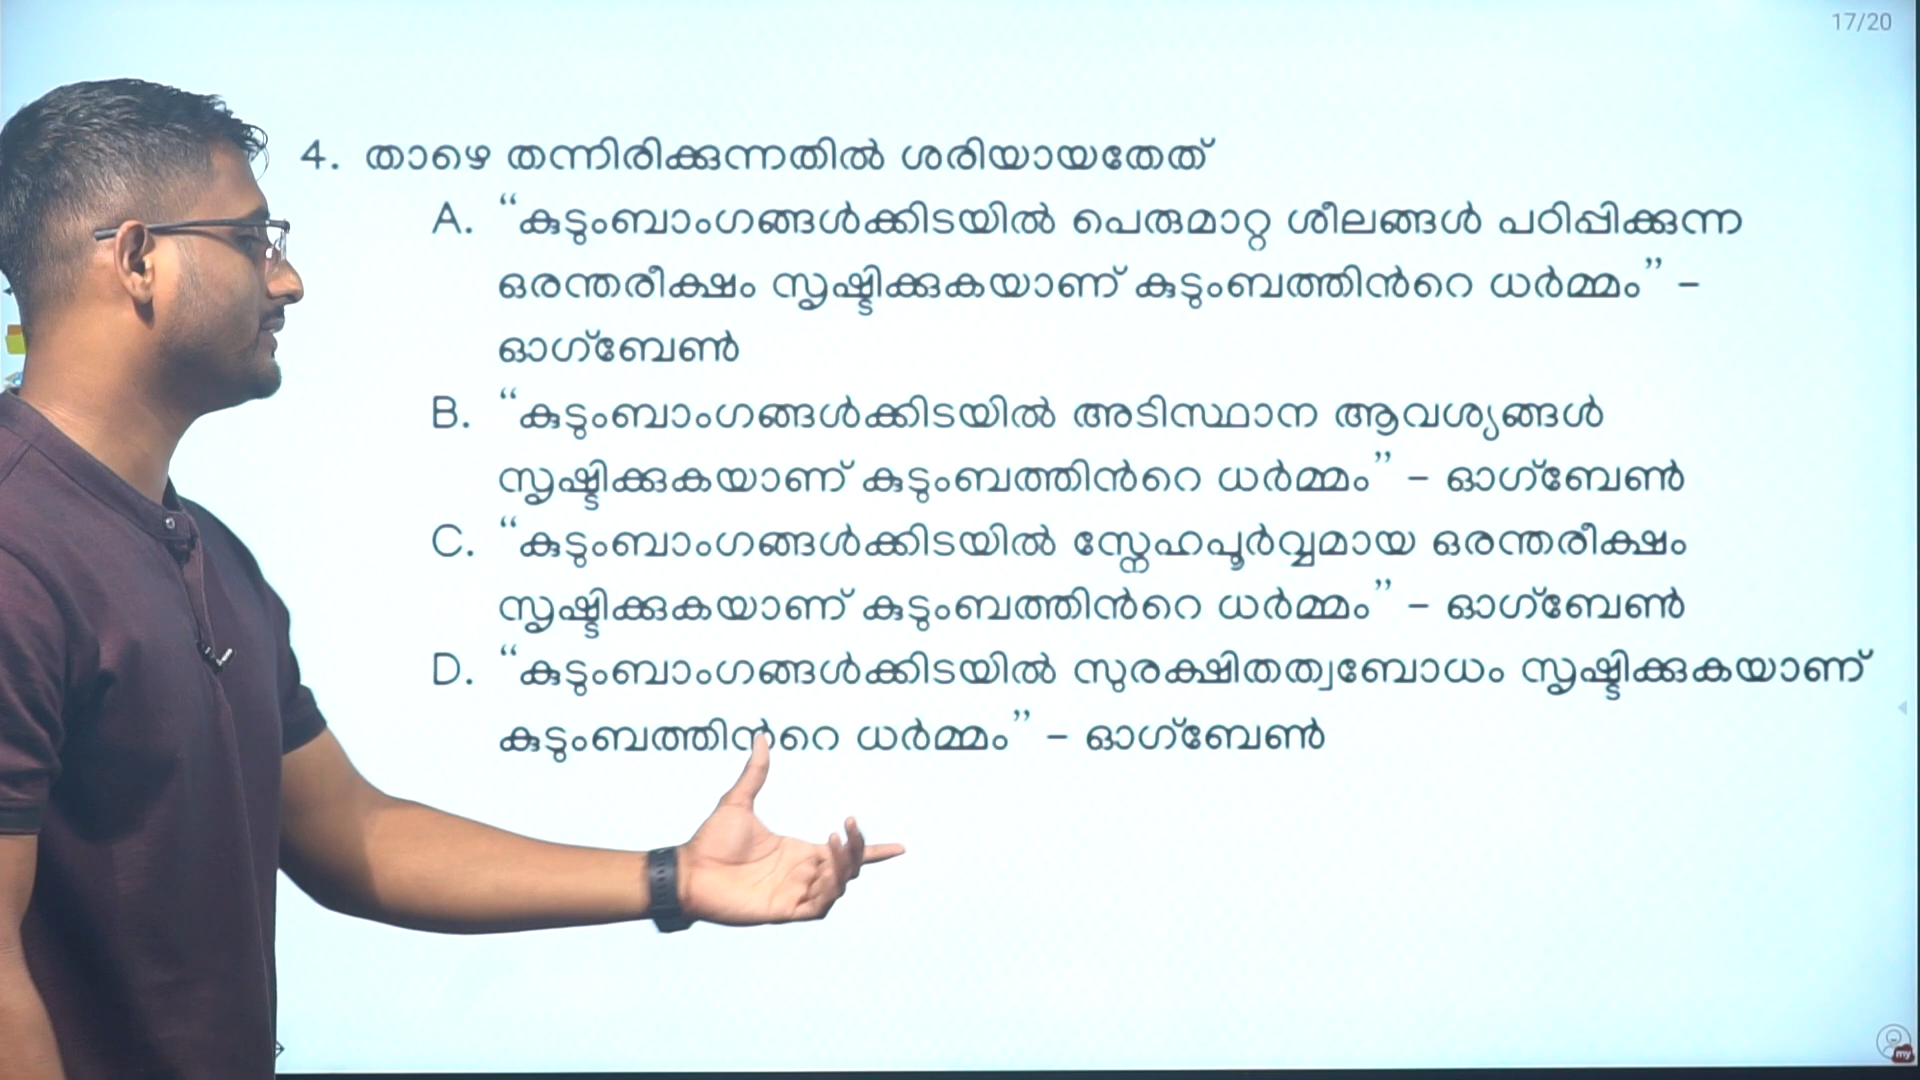 17/20
4. താഴെ തന്നിരിക്കുന്നതിൽ ശരിയായതേത്
A. “കുടുംബാംഗങ്ങൾക്കിടയിൽ പെരുമാറ്റ ശീലങ്ങൾ പഠിപ്പിക്കുന്ന
ഒരന്തരീക്ഷം സൃഷ്ടിക്കുകയാണ് കുടുംബത്തിൻറെ ധർമ്മം” –
ഓഗ്ബേൺ
B. “കുടുംബാംഗങ്ങൾക്കിടയിൽ അടിസ്ഥാന ആവശ്യങ്ങൾ
സൃഷ്ടിക്കുകയാണ് കുടുംബത്തിൻറെ ധർമ്മം” – ഓഗ്ബേൺ
C. “കുടുംബാംഗങ്ങൾക്കിടയിൽ സ്നേഹപൂർവ്വമായ ഒരന്തരീക്ഷം
സൃഷ്ടിക്കുകയാണ് കുടുംബത്തിൻറെ ധർമ്മം” – ഓഗ്ബേൺ
D. “കുടുംബാംഗങ്ങൾക്കിടയിൽ സുരക്ഷിതത്വബോധം സൃഷ്ടിക്കുകയാണ്
കുടുംബത്തിൻറെ ധർമ്മം” – ഓഗ്ബേൺ
my